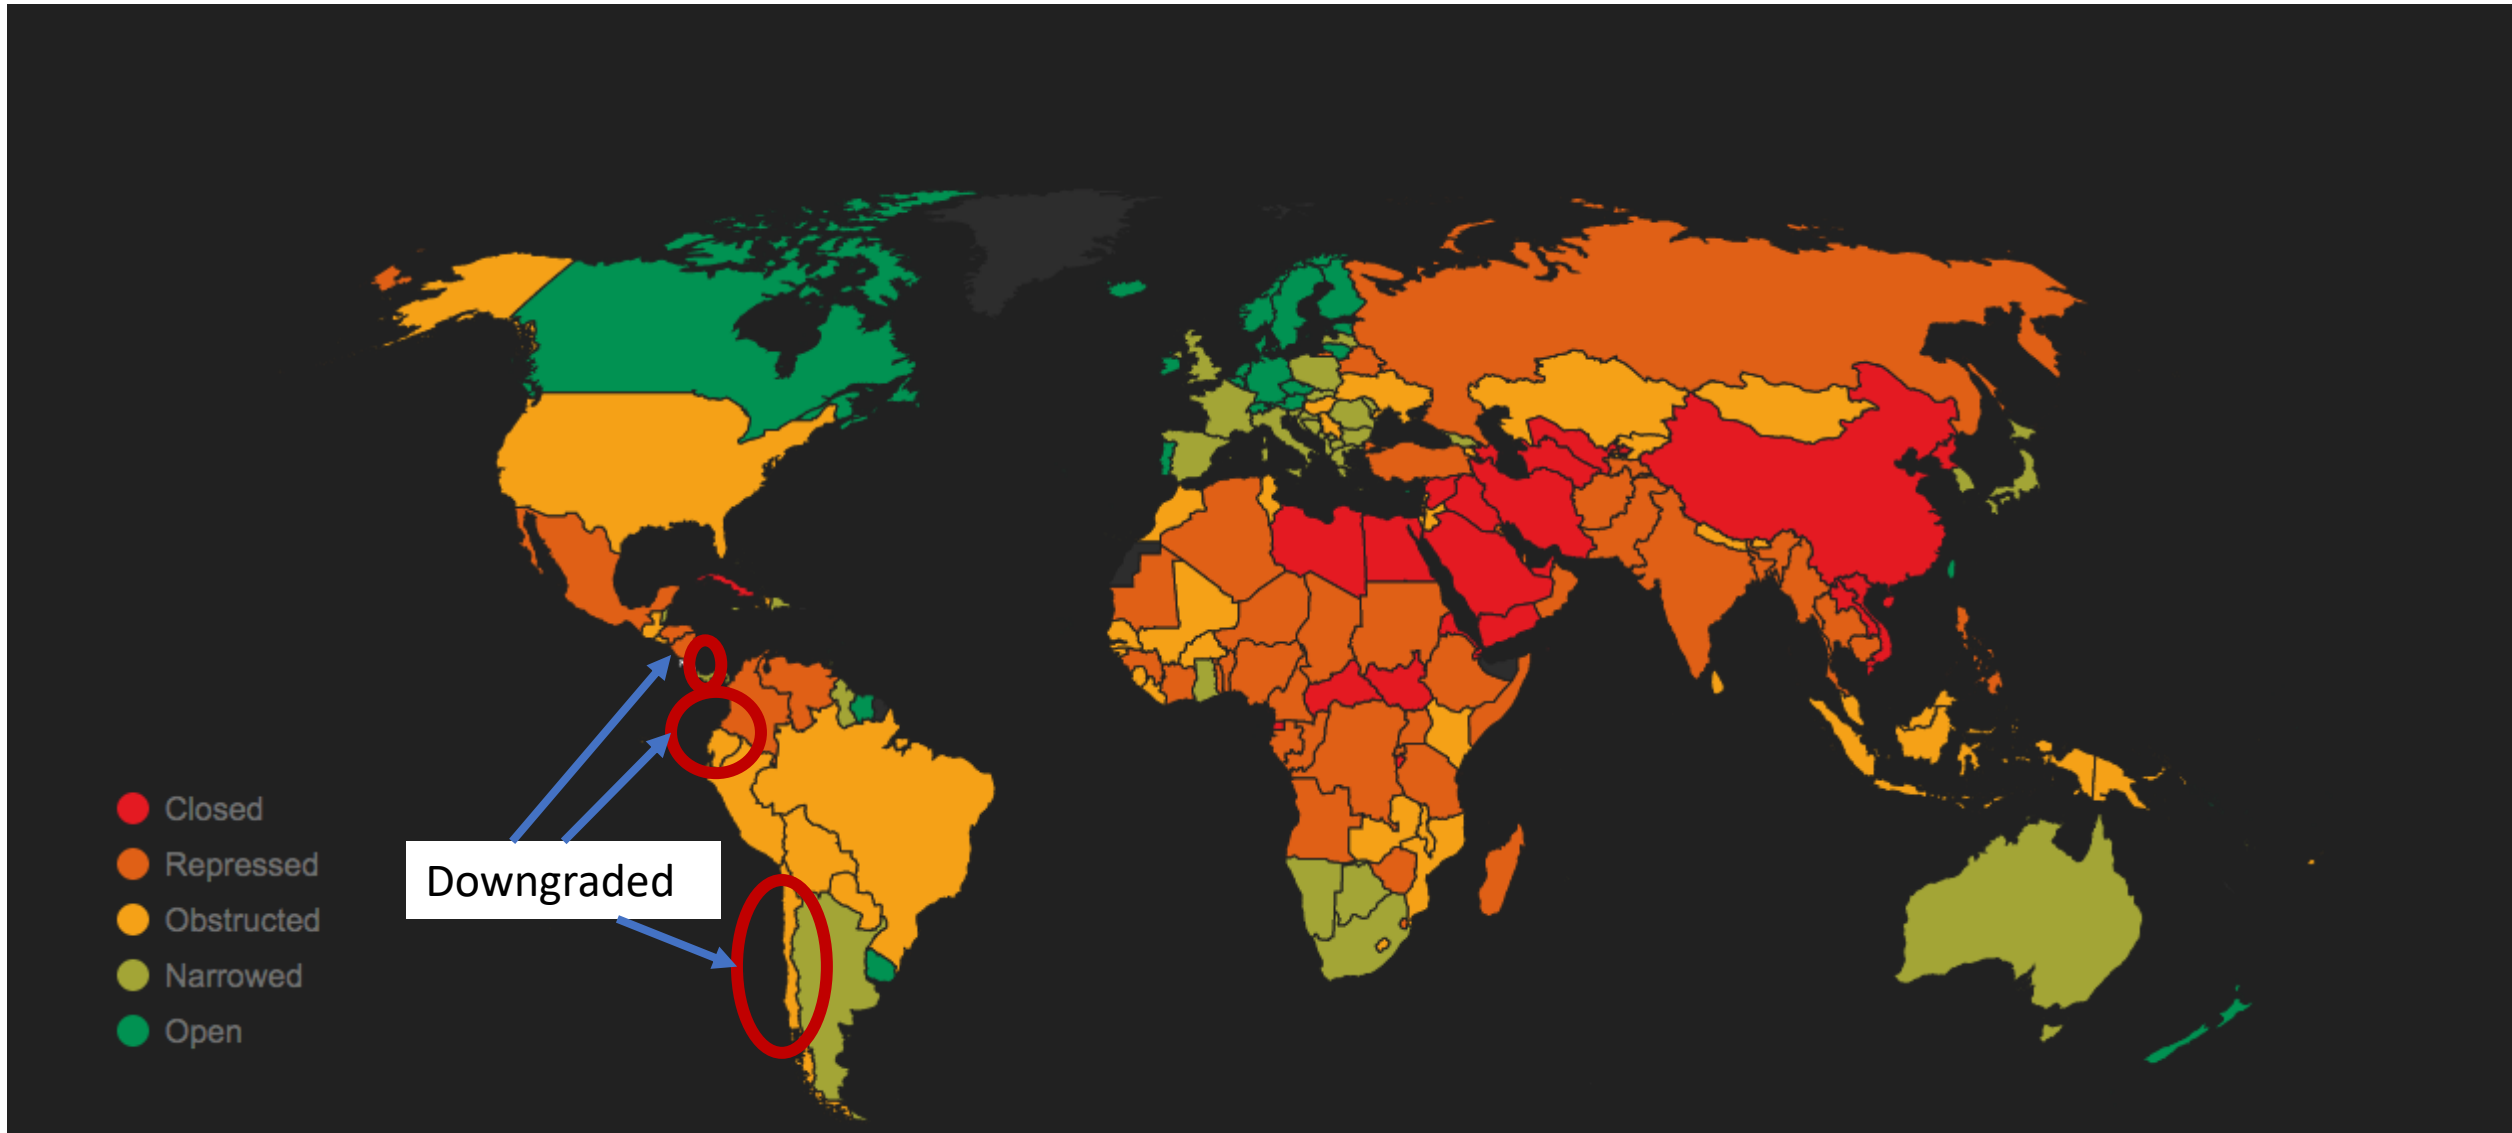 Closed
Repressed
Downgraded
Obstructed
Narrowed
Open